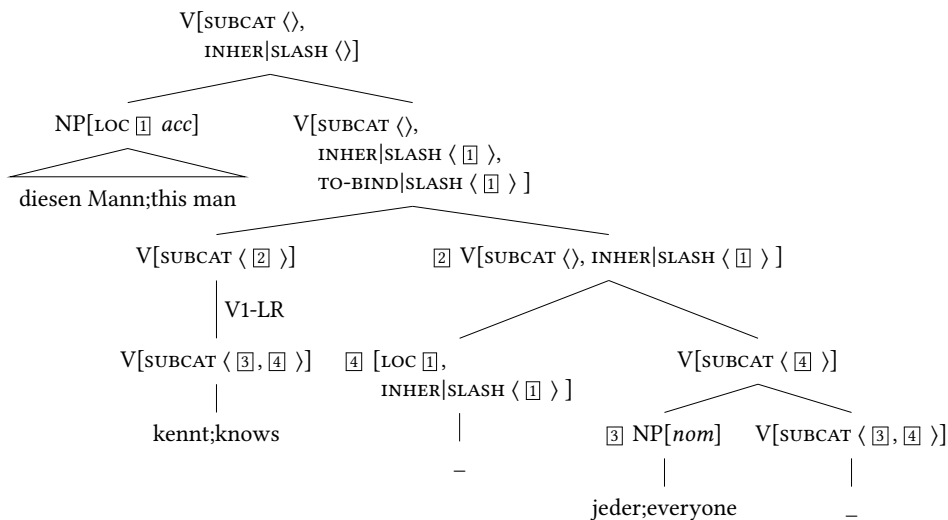 V[SUBCAT ⟨⟩,
INHER|SLASH ⟨⟩]
NP[LOC 1 acc]
V[SUBCAT ⟨⟩,
INHER|SLASH ⟨ 1 ⟩,
TO-BIND|SLASH ⟨ 1 ⟩ ]
diesen Mann;this man
V[SUBCAT ⟨ 2 ⟩]
2 V[SUBCAT ⟨⟩, INHER|SLASH ⟨ 1 ⟩ ]
V1-LR
V[SUBCAT ⟨ 3, 4 ⟩]
4 [LOC 1,
INHER|SLASH ⟨ 1 ⟩ ]
V[SUBCAT ⟨ 4 ⟩]
kennt;knows
3 NP[nom]
V[SUBCAT ⟨ 3, 4 ⟩]
_
jeder;everyone
_